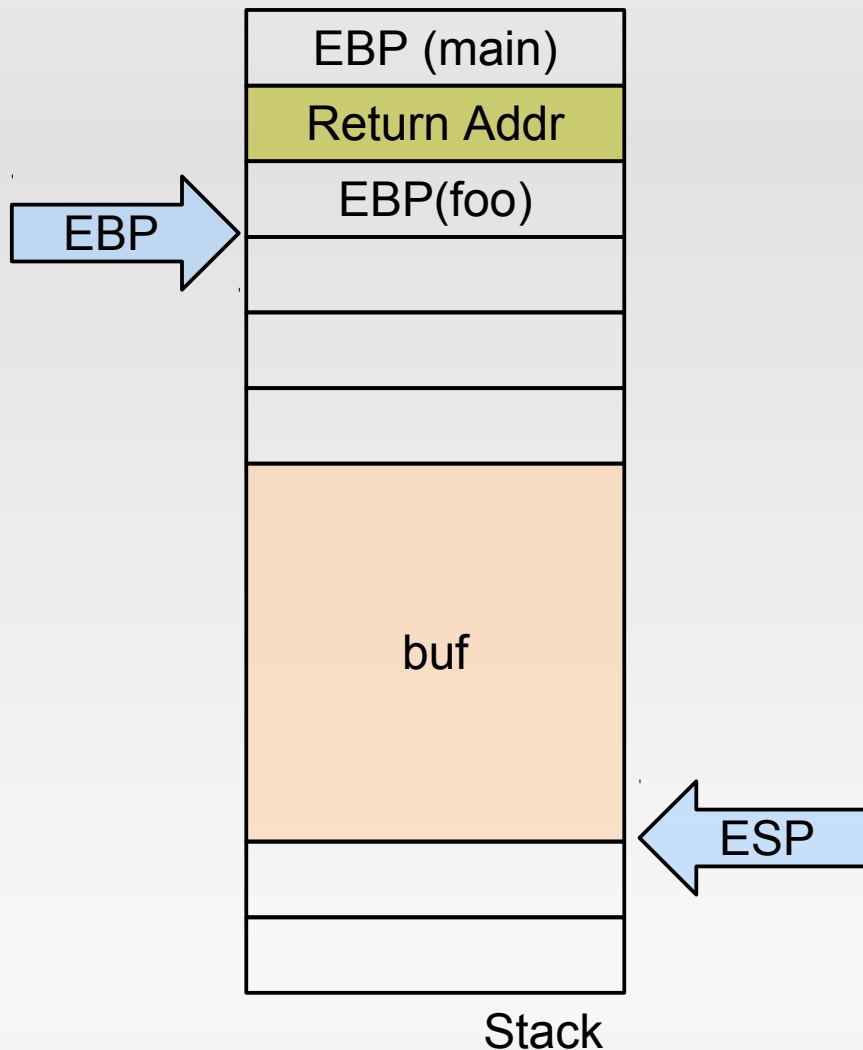 EBP (main)
Return Addr
EBP(foo)
EBP
buf
ESP
Stack